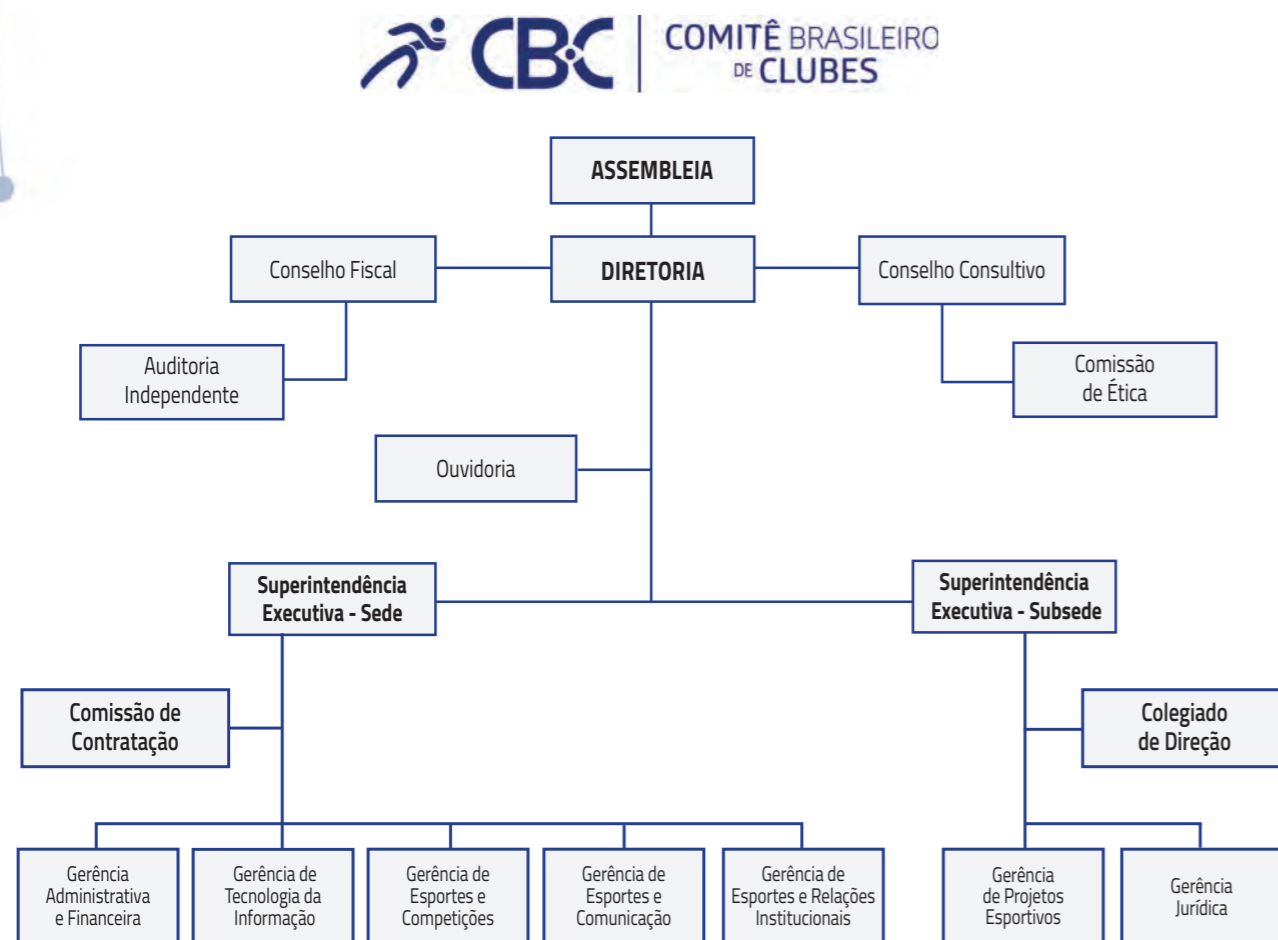 CBC
COMITÊ BRASILEIRO
DE CLUBES
ASSEMBLEIA
Conselho Fiscal
DIRETORIA
Conselho Consultivo
Auditoria
Independente
Comissão
de Ética
Ouvidoria
Superintendência
Executiva - Sede
Superintendência
Executiva - Subsede
Comissão de
Contratação
Colegiado
de Direção
Gerência
Administrativa
e Financeira
Gerência de
Tecnologia da
Informação
Gerência de
Esportes e
Competições
Gerência de
Esportes e
Comunicação
Gerência de
Esportes e Relações
Institucionais
Gerência
de Projetos
Esportivos
Gerência
Jurídica